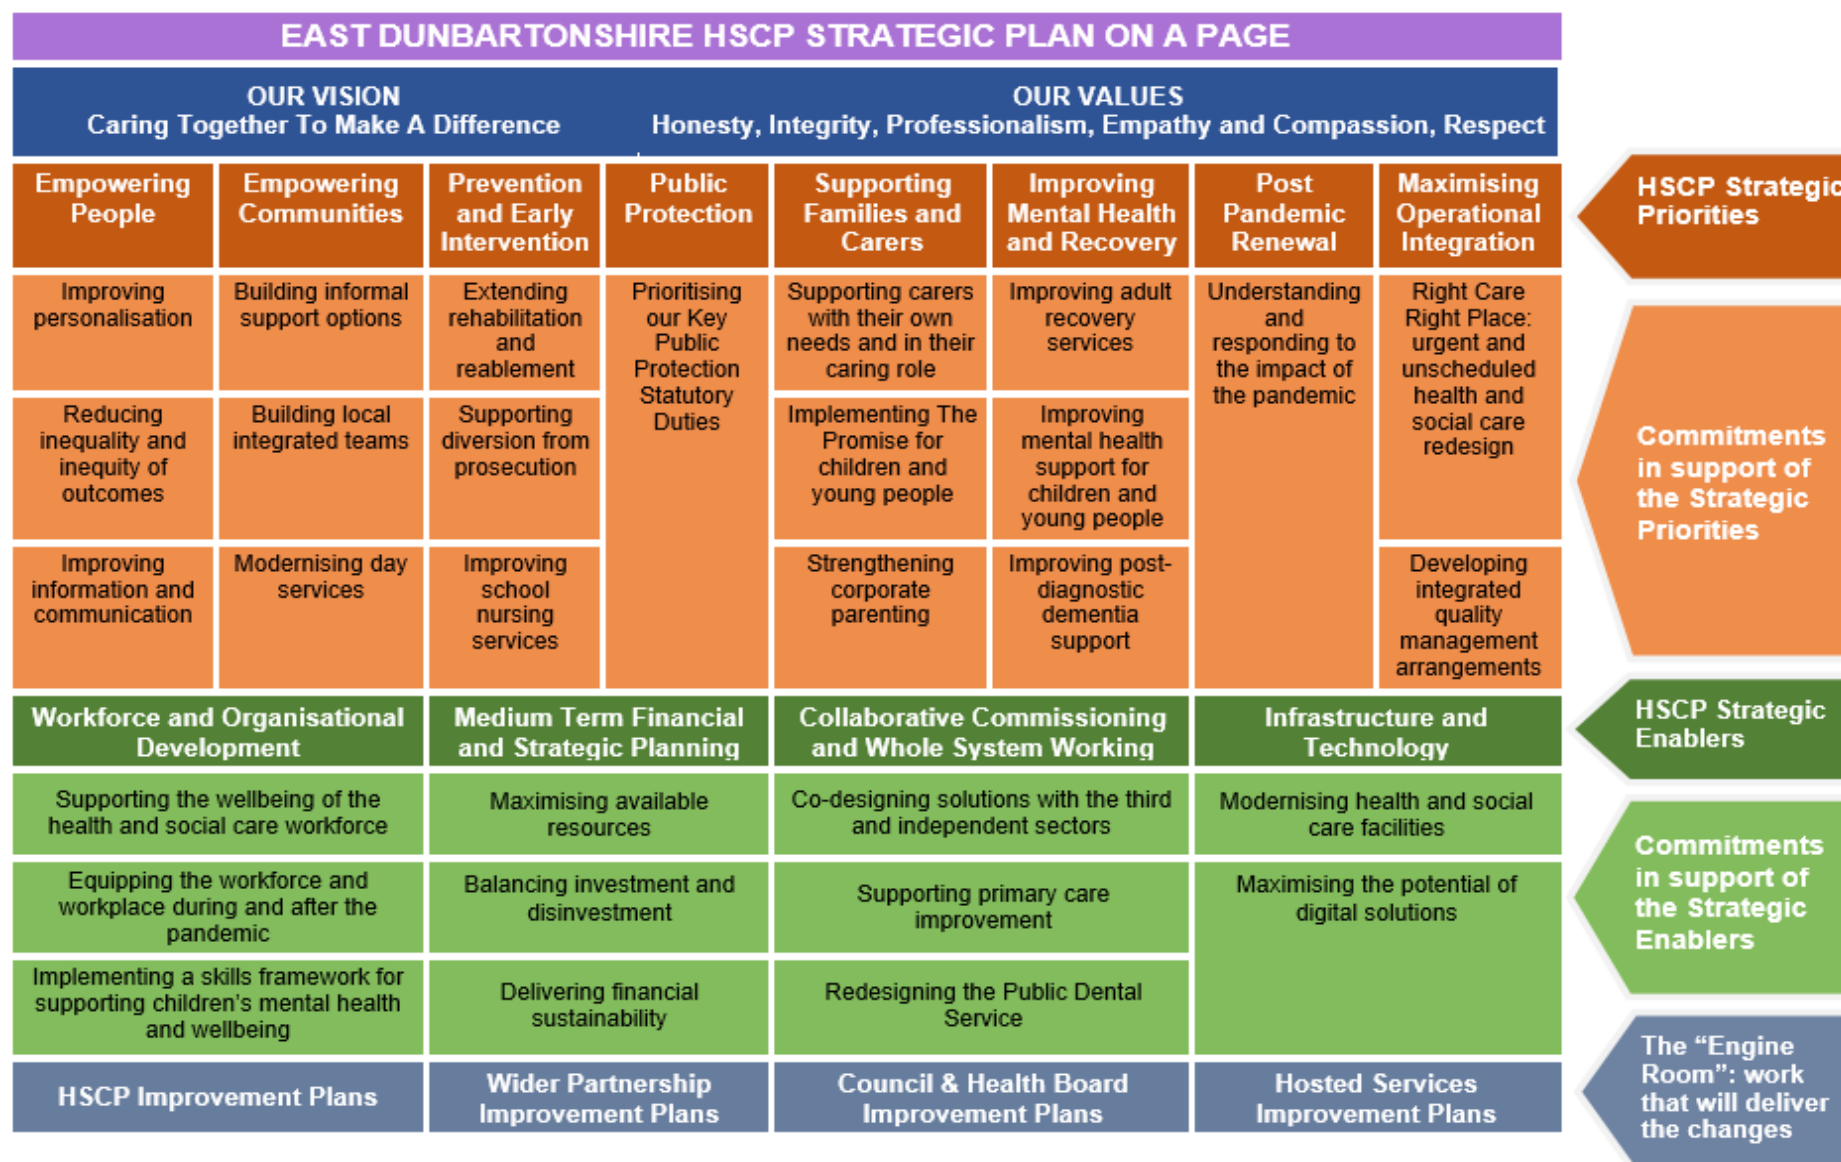 EAST DUNBARTONSHIRE HSCP STRATEGIC PLAN ON A PAGE
OUR VISION
Caring Together To Make A Difference
OUR VALUES
Honesty, Integrity, Professionalism, Empathy and Compassion, Respect
Empowering
People
Empowering
Communities
Prevention
and Early
Intervention
Public
Protection
Supporting
Families and
Carers
Improving
Mental Health
and Recovery
Post
Pandemic
Renewal
Maximising
Operational
Integration
HSCP Strategic
Priorities
Improving
personalisation
Building informal
support options
Extending
rehabilitation
and
reablement
Prioritising
our Key
Public
Protection
Statutory
Duties
Supporting carers
with their own
needs and in their
caring role
Improving adult
recovery
services
Understanding
and
responding to
the impact of
the pandemic
Right Care
Right Place:
urgent and
unscheduled
health and
social care
redesign
Reducing
inequality and
inequity of
outcomes
Building local
integrated teams
Supporting
diversion from
prosecution
Implementing The
Promise for
children and
young people
Improving
mental health
support for
children and
young people
Commitments
in support of
the Strategic
Priorities
Improving
information and
communication
Modernising day
services
Improving
school
nursing
services
Strengthening
corporate
parenting
Improving post-
diagnostic
dementia
support
Developing
integrated
quality
management
arrangements
Workforce and Organisational
Development
Medium Term Financial
and Strategic Planning
Collaborative Commissioning
and Whole System Working
Infrastructure and
Technology
HSCP Strategic
Enablers
Supporting the wellbeing of the
health and social care workforce
Maximising available
resources
Co-designing solutions with the third
and independent sectors
Modernising health and social
care facilities
Equipping the workforce and
workplace during and after the
pandemic
Balancing investment and
disinvestment
Supporting primary care
improvement
Maximising the potential of
digital solutions
Commitments
in support of
the Strategic
Enablers
Implementing a skills framework for
supporting children’s mental health
and wellbeing
Delivering financial
sustainability
Redesigning the Public Dental
Service
HSCP Improvement Plans
Wider Partnership
Improvement Plans
Council & Health Board
Improvement Plans
Hosted Services
Improvement Plans
The “Engine
Room”: work
that will deliver
the changes